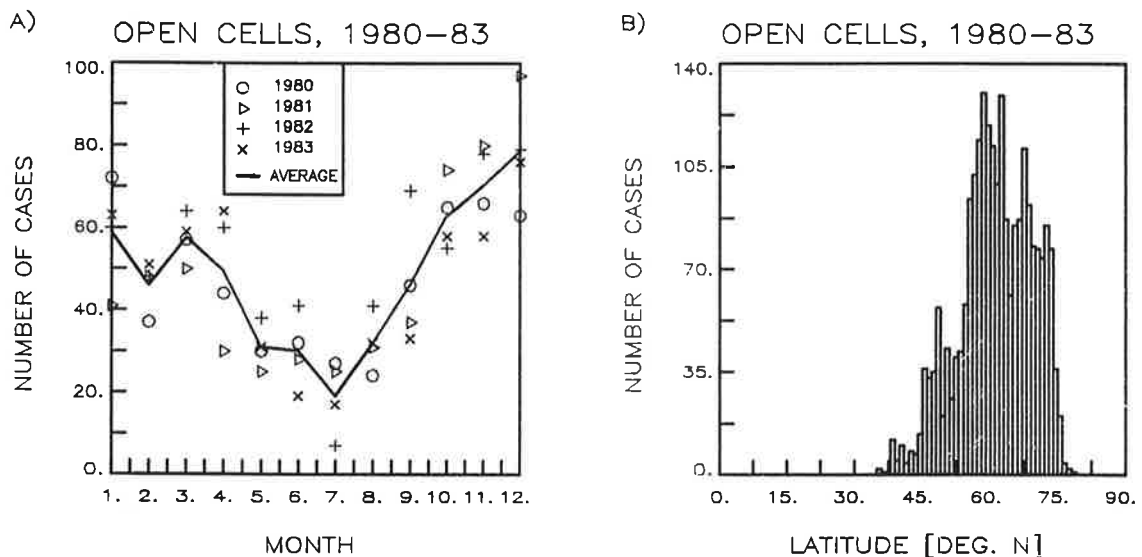 A)
OPEN CELLS, 1980-83
100.
80.
60.
40.
20.
0.
NUMBER OF CASES
1980
1981
1982
1983
AVERAGE
1. 2. 3. 4. 5. 6. 7. 8. 9. 10. 11. 12.
MONTH
B)
OPEN CELLS, 1980-83
140.
105.
70.
35.
0.
NUMBER OF CASES
0. 15. 30. 45. 60. 75. 90.
LATITUDE [DEG. N]